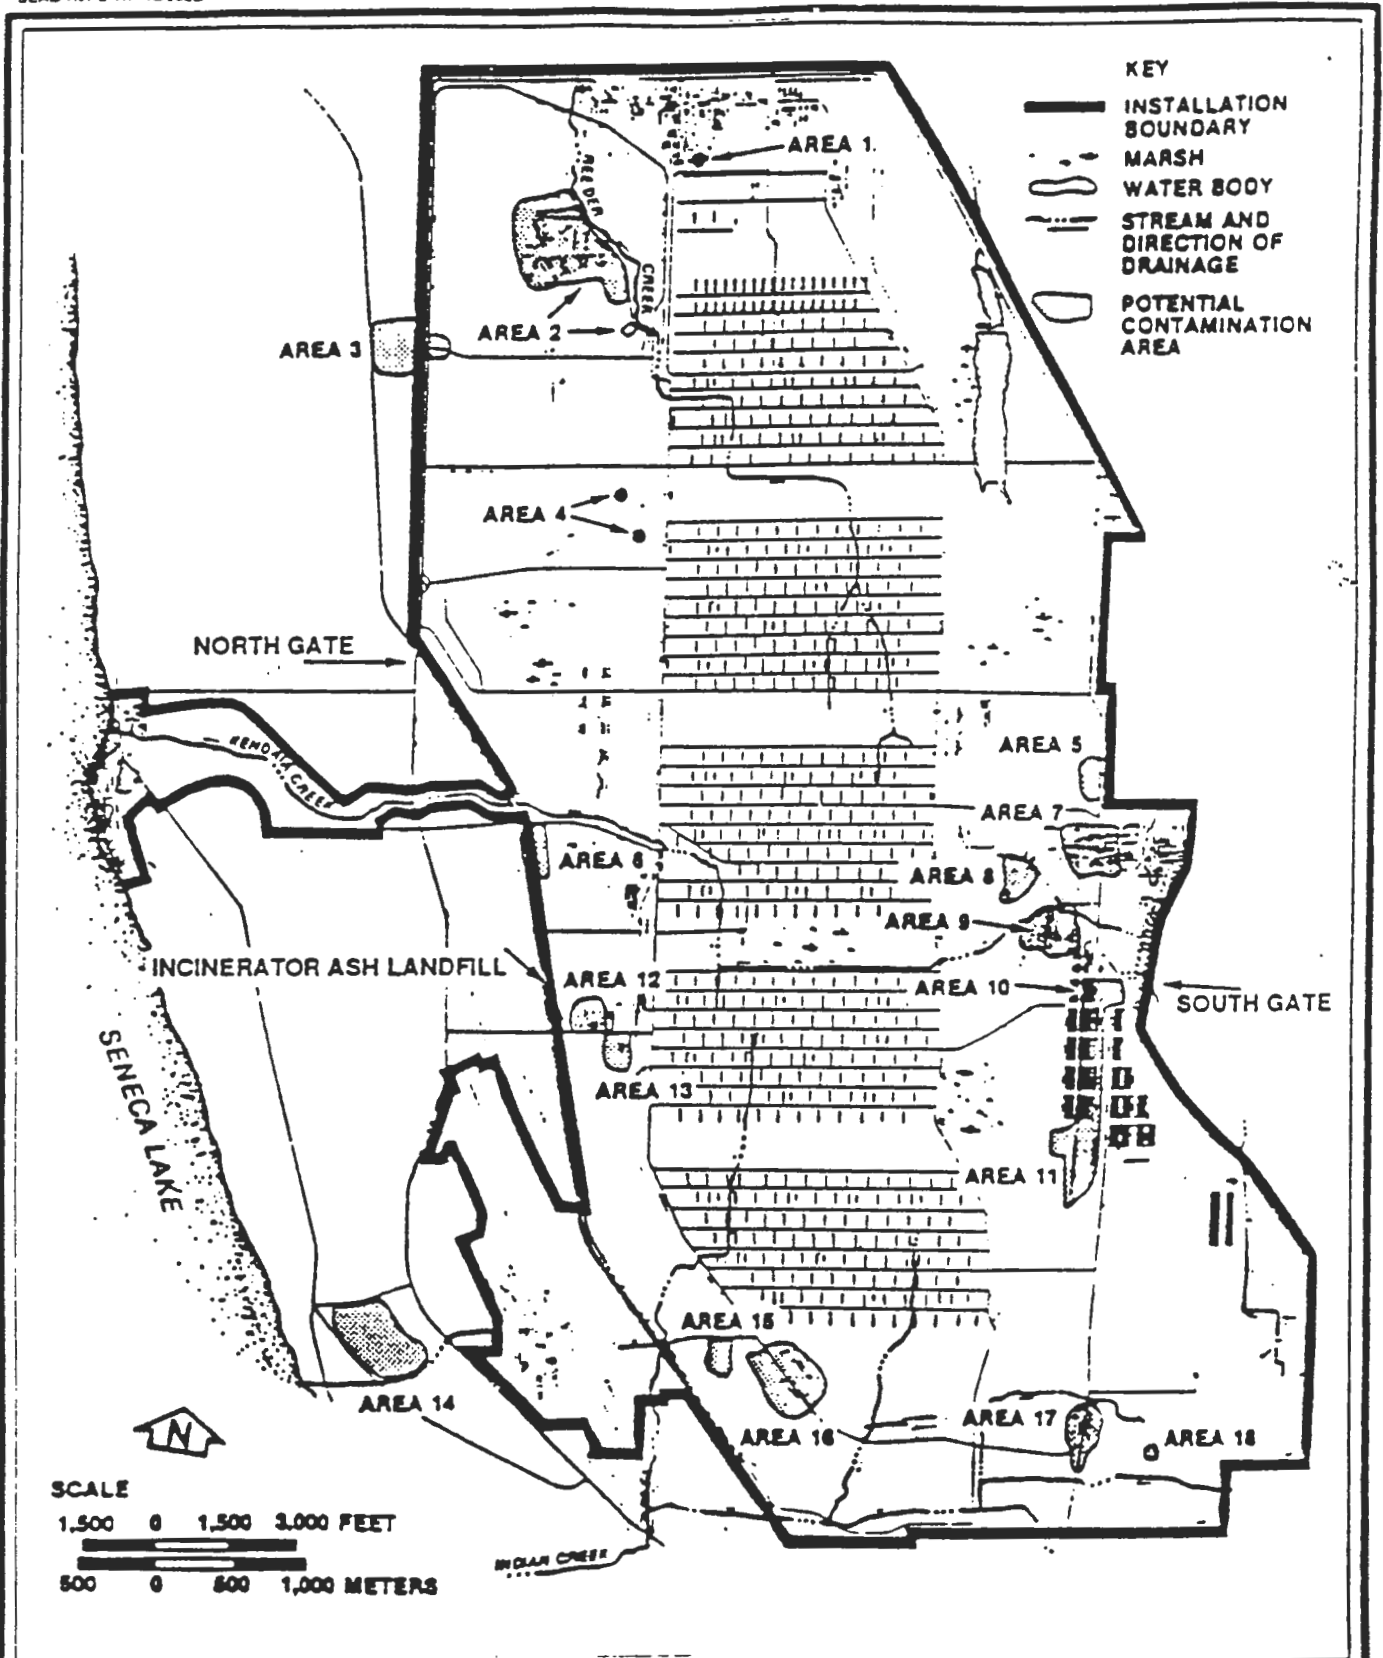 KEY
INSTALLATION
BOUNDARY
MARSH
WATER BODY
STREAM AND
DIRECTION OF
DRAINAGE
POTENTIAL
CONTAMINATION
AREA
AREA 1
REEDER
CREEK
AREA 2
AREA 3
AREA 4
NORTH GATE
AREA 5
KENDAIA CREEK
AREA 7
AREA 6
AREA 8
AREA 9
INCINERATOR ASH LANDFILL
AREA 12
AREA 10
SOUTH GATE
SENECA LAKE
AREA 13
AREA 11
AREA 15
AREA 14
AREA 16
AREA 17
AREA 18
N
SCALE
1,500 0 1,500 3,000 FEET
500 0 500 1,000 METERS
INDIAN CREEK